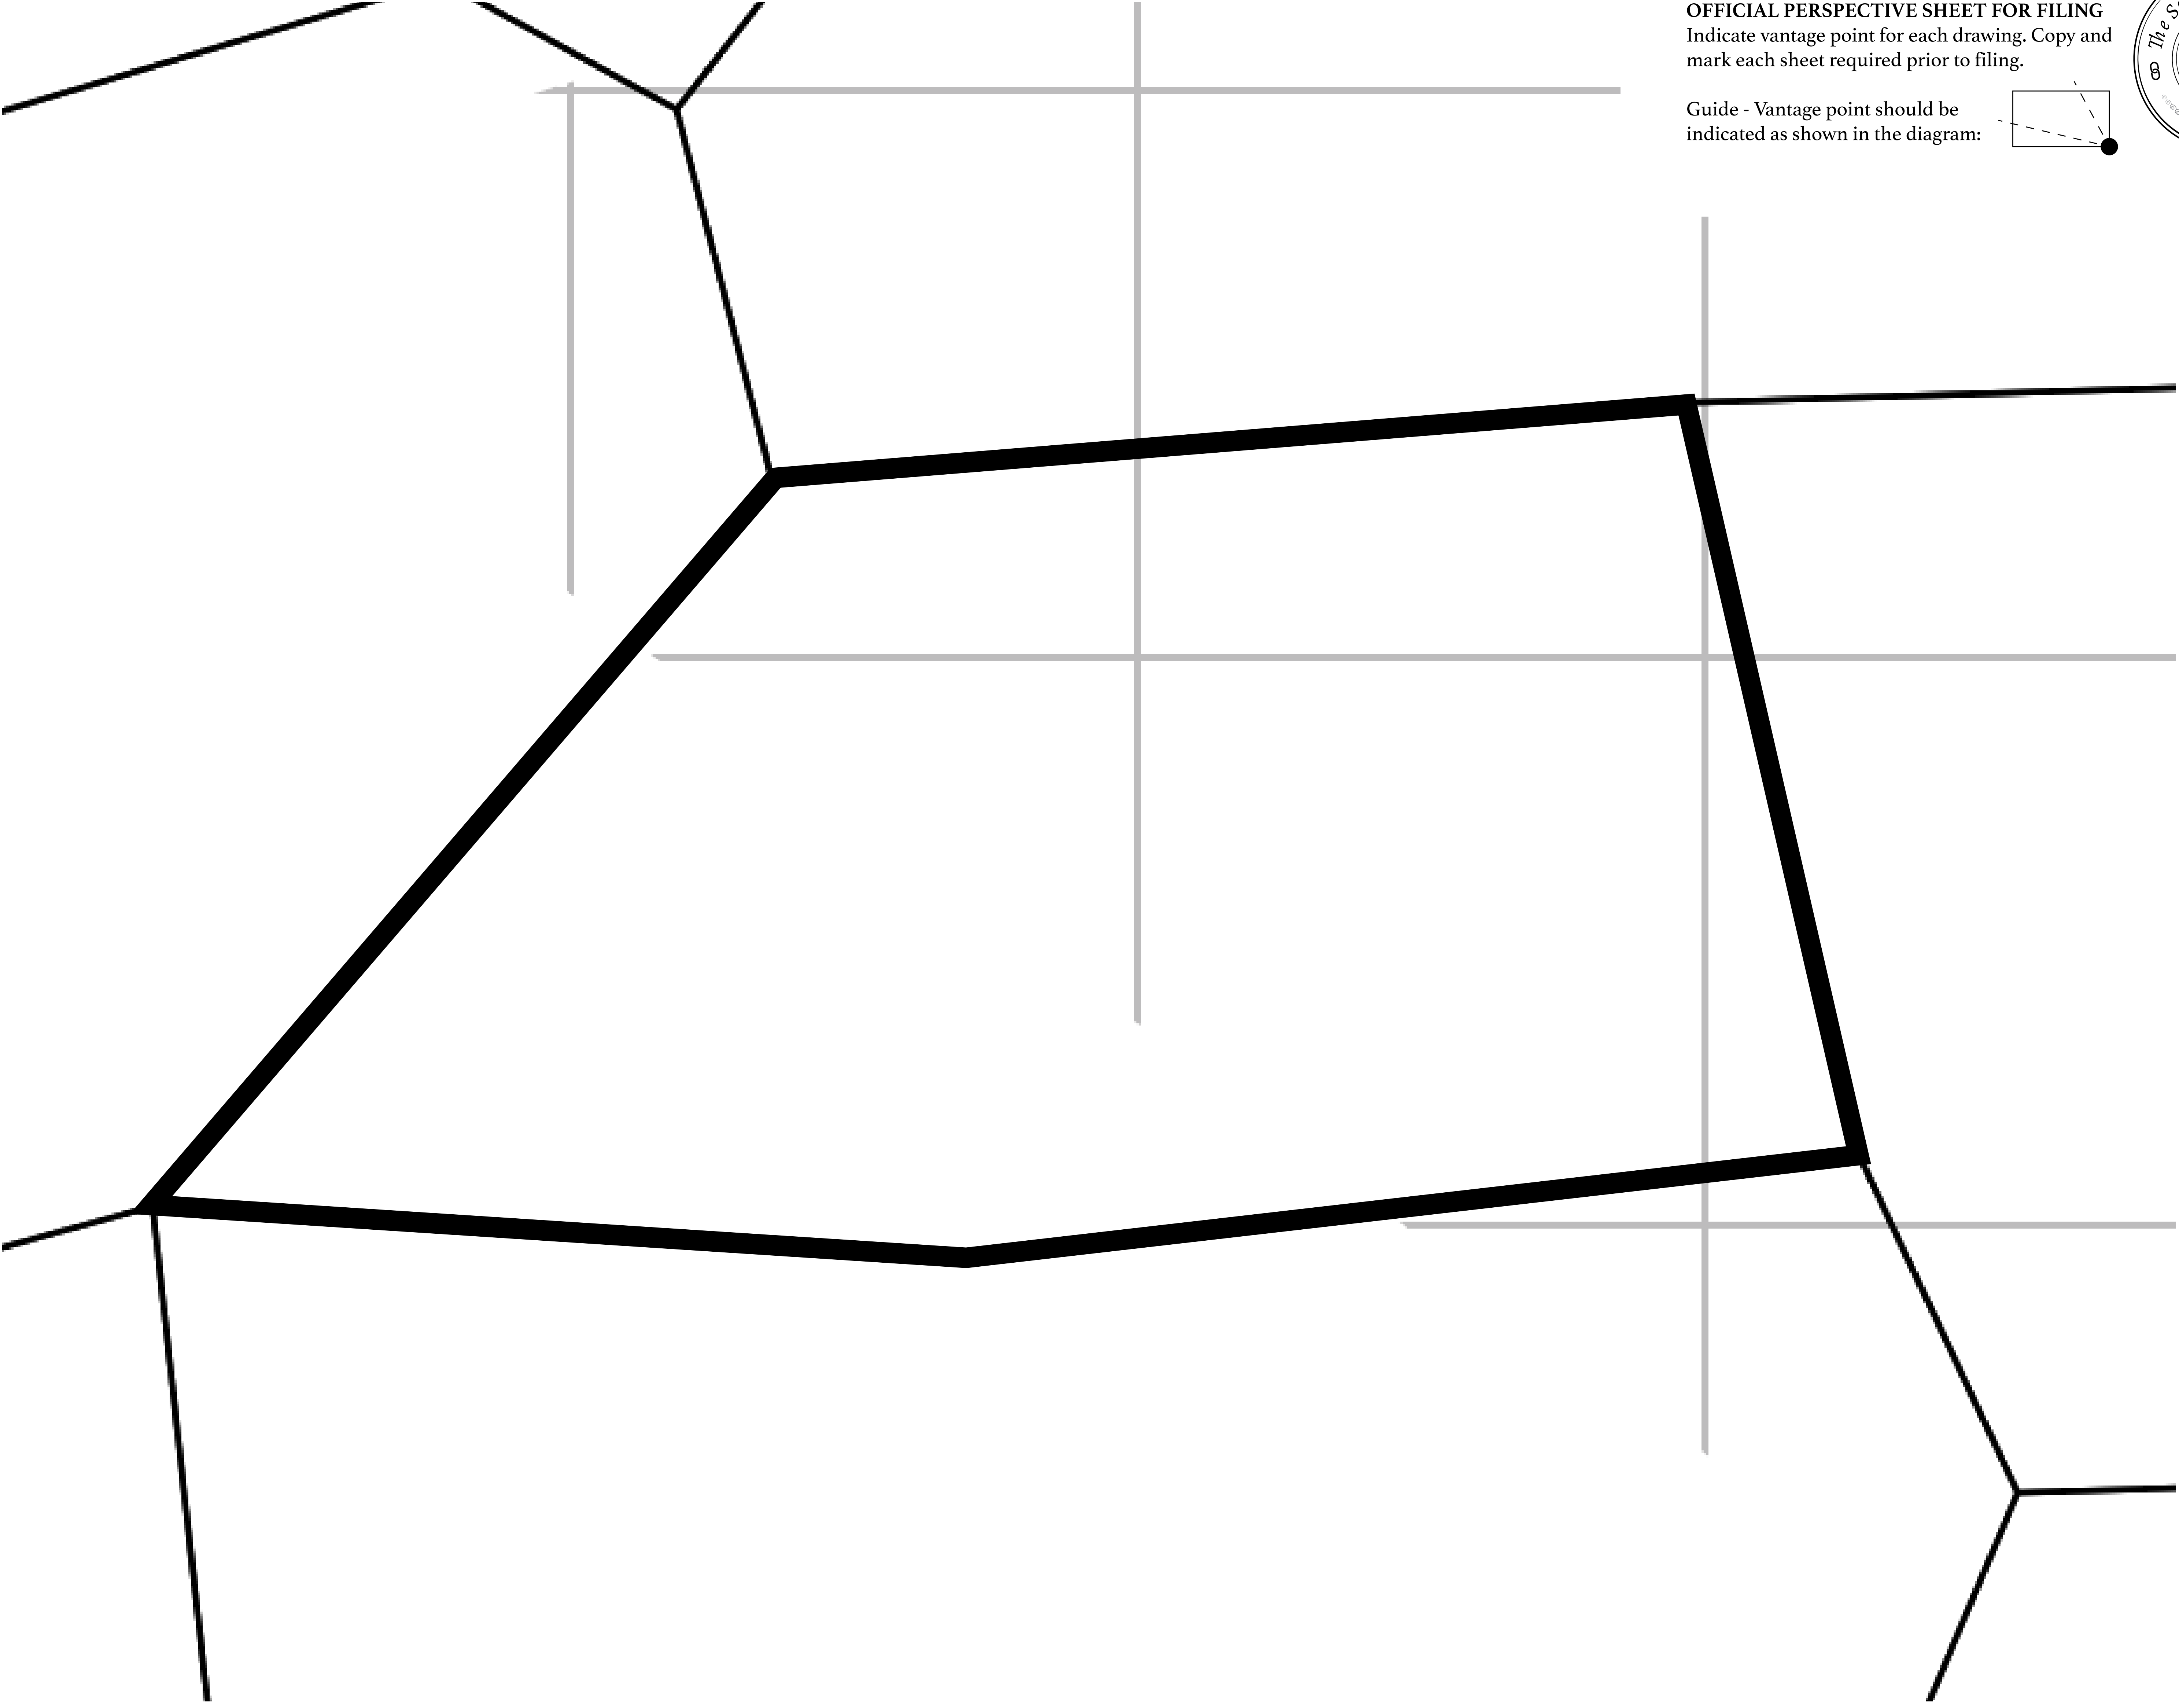 OFFICIAL PERSPECTIVE SHEET FOR FILING
Indicate vantage point for each drawing. Copy and
mark each sheet required prior to filing.
Guide - Vantage point should be
indicated as shown in the diagram:
The